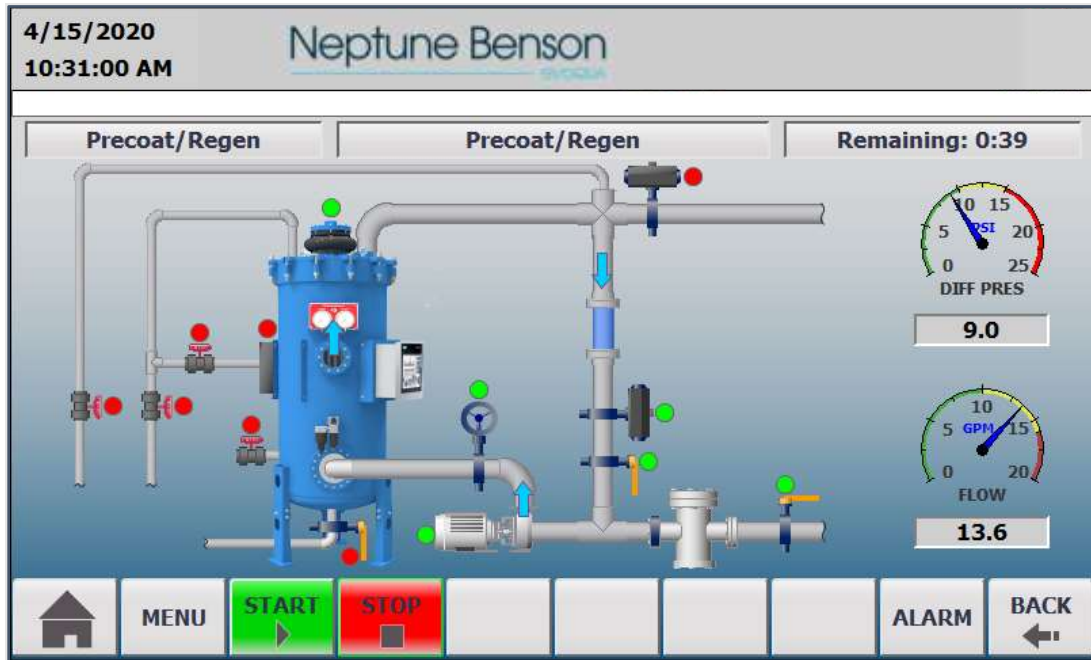 4/15/2020
10:31:00 AM
Neptune Benson
EVOQUA
Precoat/Regen
Precoat/Regen
Remaining: 0:39
0
5
10
15
20
25
PSI
DIFF PRES
9.0
0
5
10
15
20
GPM
FLOW
13.6
MENU
START
STOP
ALARM
BACK